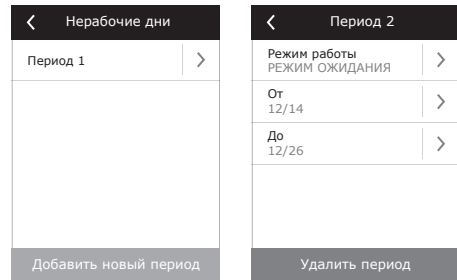 Нерабочие дни
Период 1
Добавить новый период
Период 2
Режим работы
РЕЖИМ ОЖИДАНИЯ
От
12/14
До
12/26
Удалить период